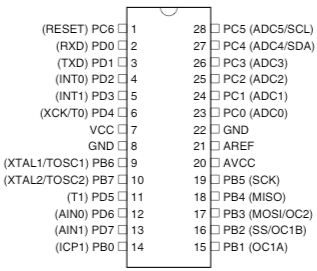 (RESET) PC6 1 28 PC5 (ADC5/SCL)
(RXD) PD0 2 27 PC4 (ADC4/SDA)
(TXD) PD1 3 26 PC3 (ADC3)
(INT0) PD2 4 25 PC2 (ADC2)
(INT1) PD3 5 24 PC1 (ADC1)
(XCK/T0) PD4 6 23 PC0 (ADC0)
VCC 7 22 GND
GND 8 21 AREF
(XTAL1/TOSC1) PB6 9 20 AVCC
(XTAL2/TOSC2) PB7 10 19 PB5 (SCK)
(T1) PD5 11 18 PB4 (MISO)
(AIN0) PD6 12 17 PB3 (MOSI/OC2)
(AIN1) PD7 13 16 PB2 (SS/OC1B)
(ICP1) PB0 14 15 PB1 (OC1A)